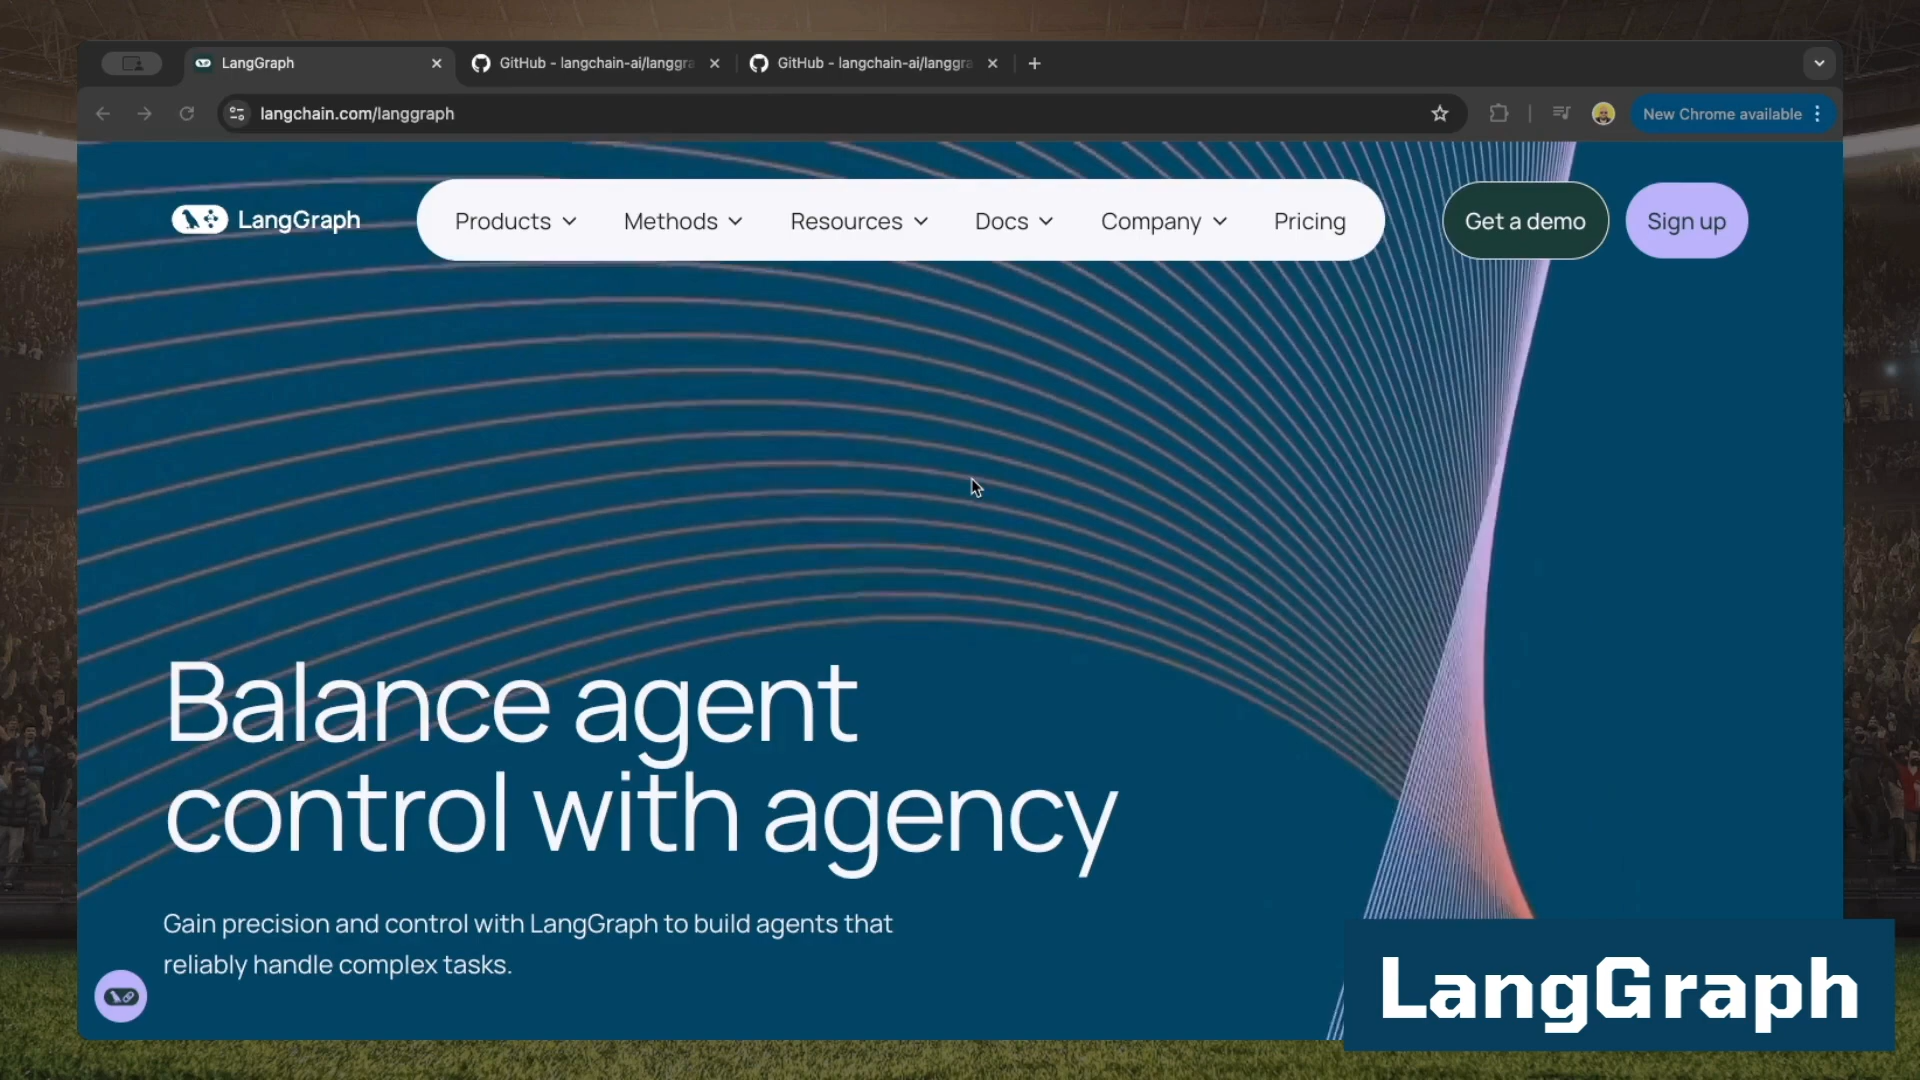 LangGraph
GitHub - langchain-ai/langgra
GitHub - langchain-ai/langgra
langchain.com/langgraph
New Chrome available
LangGraph
Products
Methods
Resources
Docs
Company
Pricing
Get a demo
Sign up
Balance agent
control with agency
Gain precision and control with LangGraph to build agents that
reliably handle complex tasks.
LangGraph